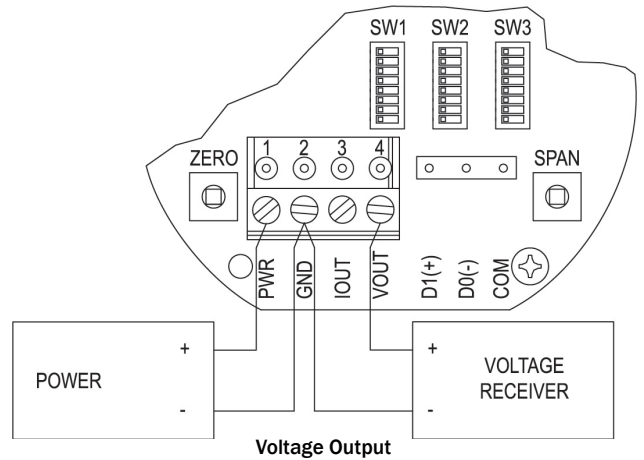 SW1 SW2 SW3
1 2 3 4
ZERO SPAN
PWR
GND
IOUT
VOUT
D1(+)
D0(-)
COM
+
POWER
-
+
VOLTAGE
RECEIVER
-
Voltage Output